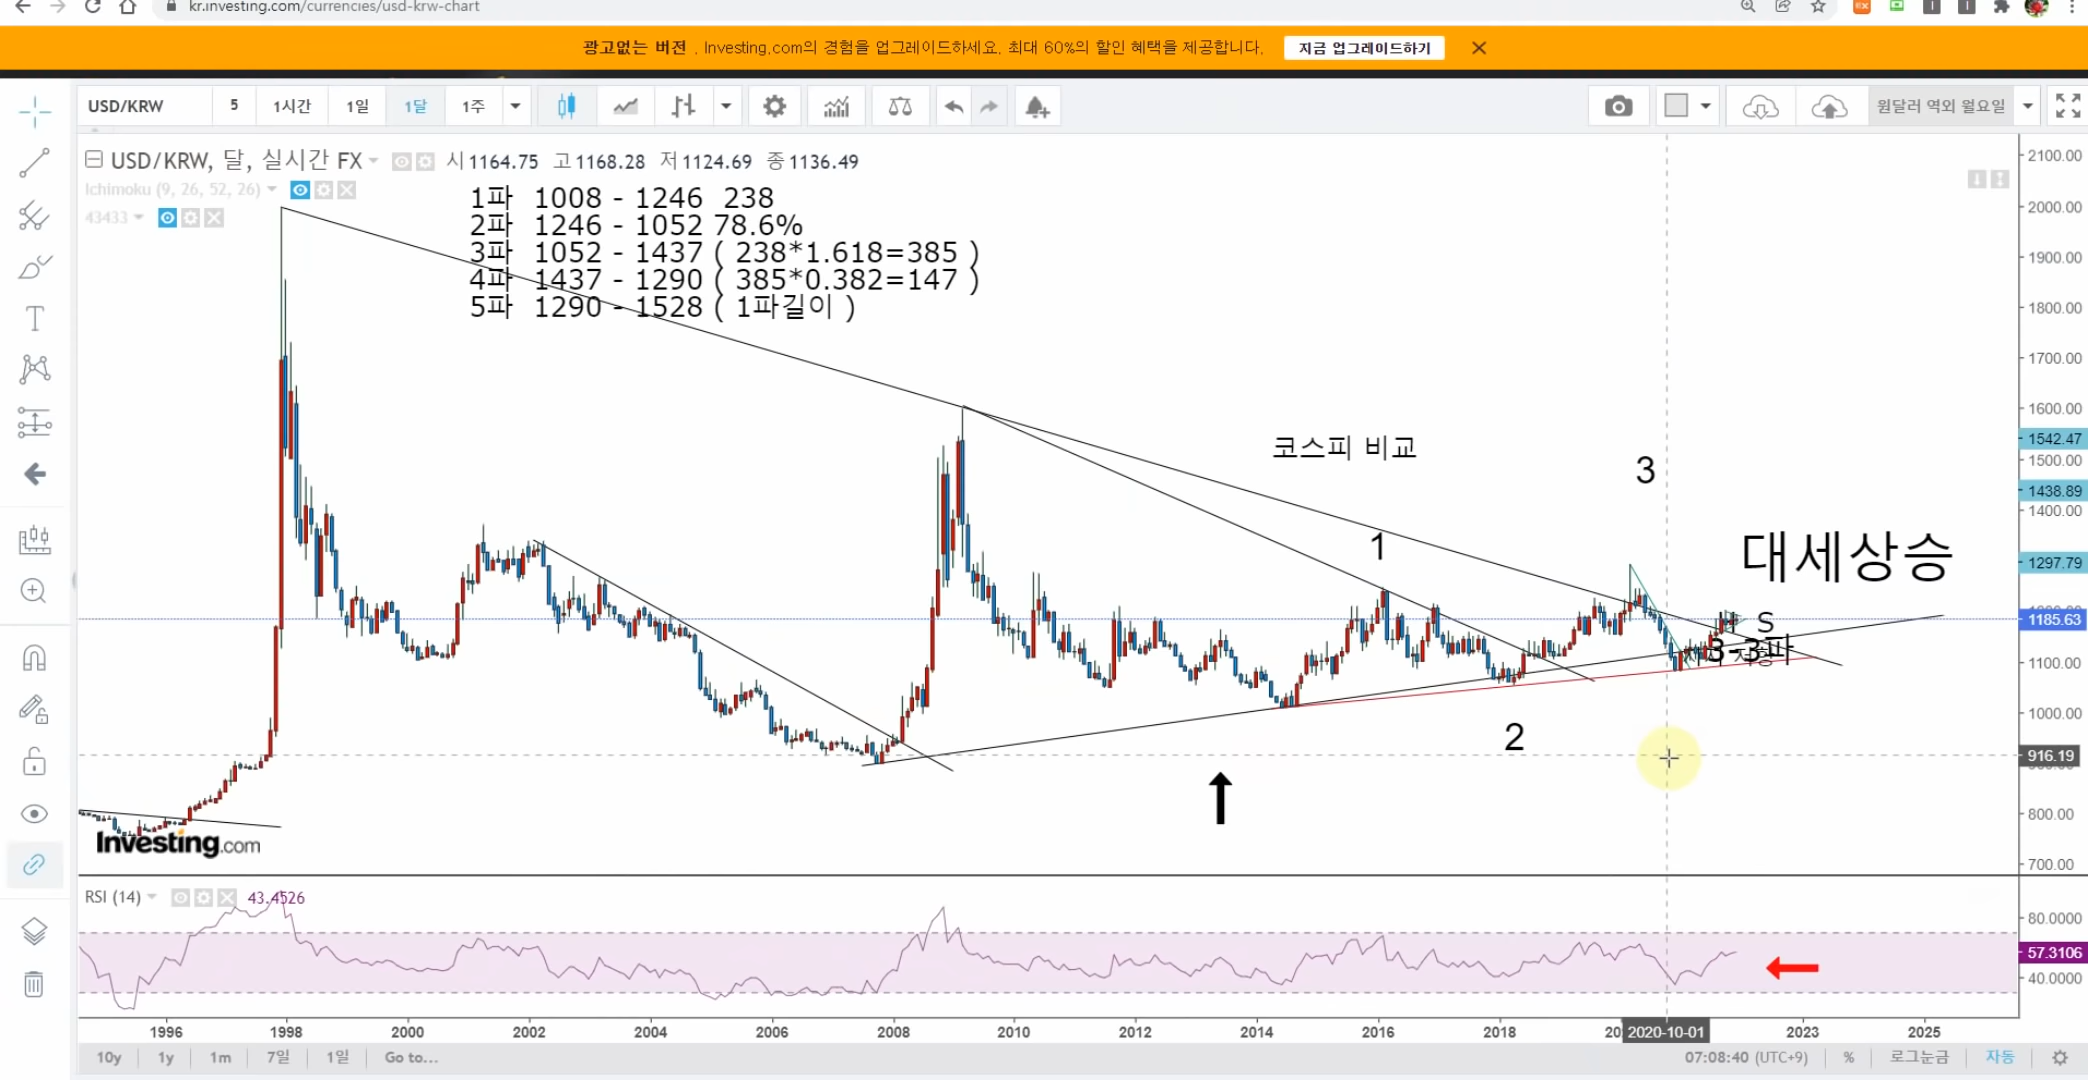 kr.investing.com/currencies/usd-krw-chart
광고없는 버전 . Investing.com의 경험을 업그레이드하세요. 최대 60%의 할인 혜택을 제공합니다. 지금 업그레이드하기
USD/KRW 5 1시간 1일 1달 1주 원달러 역외 월요일
USD/KRW, 달, 실시간 FX 시 1164.75 고 1168.28 저 1124.69 종 1136.49
Ichimoku (9, 26, 52, 26)
43433
1파 1008 - 1246 238
2파 1246 - 1052 78.6%
3파 1052 - 1437 ( 238*1.618=385 )
4파 1437 - 1290 ( 385*0.382=147 )
5파 1290 - 1528 ( 1파길이 )
2100.00
2000.00
1900.00
1800.00
1700.00
1600.00
1542.47
1500.00
1438.89
1400.00
1297.79
1185.63
1100.00
1000.00
916.19
800.00
700.00
코스피 비교
3
1
대세상승
S
3-3파
2
Investing.com
RSI (14) 43.4526
80.0000
57.3106
40.0000
1996 1998 2000 2002 2004 2006 2008 2010 2012 2014 2016 2018 2020-10-01 2023 2025
10y 1y 1m 7일 1일 Go to... 07:08:40 (UTC+9) % 로그눈금 자동